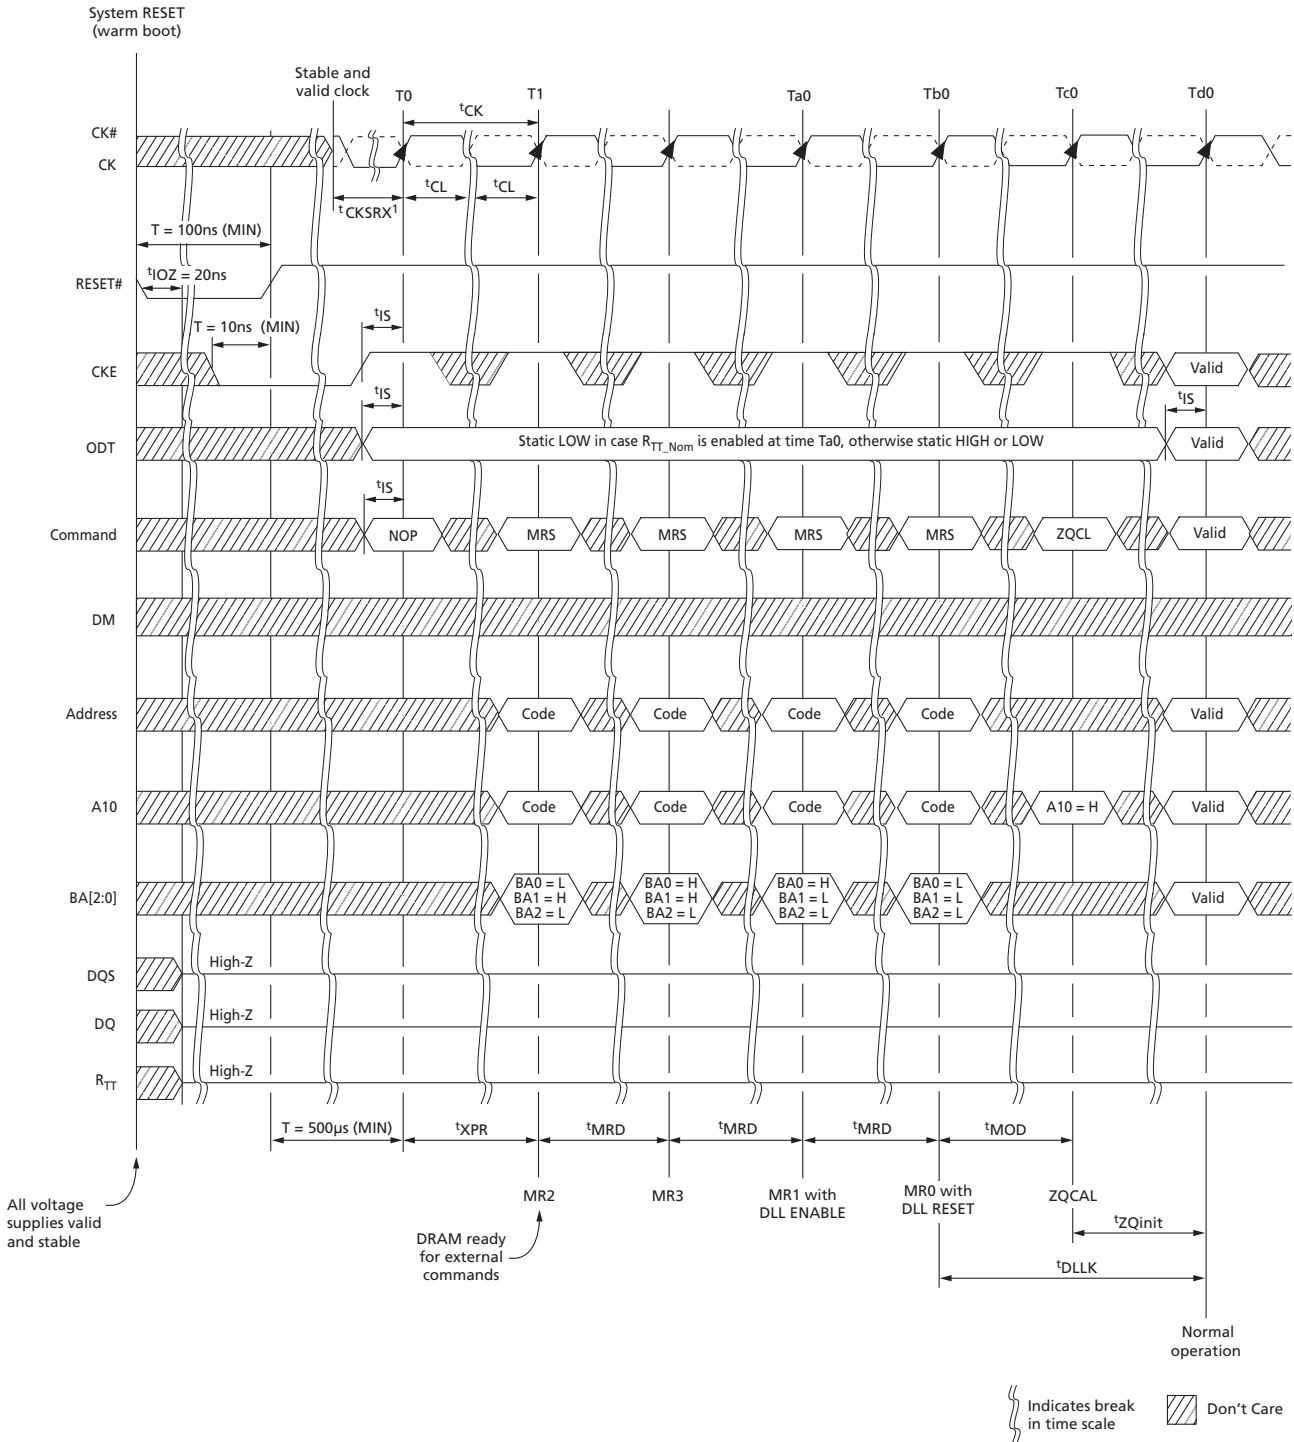 System RESET
(warm boot)
Stable and
valid clock
T0
T1
Ta0
Tb0
Tc0
Td0
tCK
CK#
CK
tCKSRX1
tCL
tCL
T = 100ns (MIN)
RESET#
tIOZ = 20ns
T = 10ns (MIN)
tIS
CKE
Valid
tIS
tIS
ODT
Static LOW in case RTT_Nom is enabled at time Ta0, otherwise static HIGH or LOW
Valid
tIS
Command
NOP
MRS
MRS
MRS
MRS
ZQCL
Valid
DM
Address
Code
Code
Code
Code
Valid
A10
Code
Code
Code
Code
A10 = H
Valid
BA[2:0]
BA0 = L
BA1 = H
BA2 = L
BA0 = H
BA1 = H
BA2 = L
BA0 = H
BA1 = L
BA2 = L
BA0 = L
BA1 = L
BA2 = L
Valid
DQS
High-Z
DQ
High-Z
RTT
High-Z
T = 500μs (MIN)
tXPR
tMRD
tMRD
tMRD
tMOD
All voltage
supplies valid
and stable
MR2
MR3
MR1 with
DLL ENABLE
MR0 with
DLL RESET
ZQCAL
tZQinit
DRAM ready
for external
commands
tDLLK
Normal
operation
Indicates break
in time scale
Don't Care